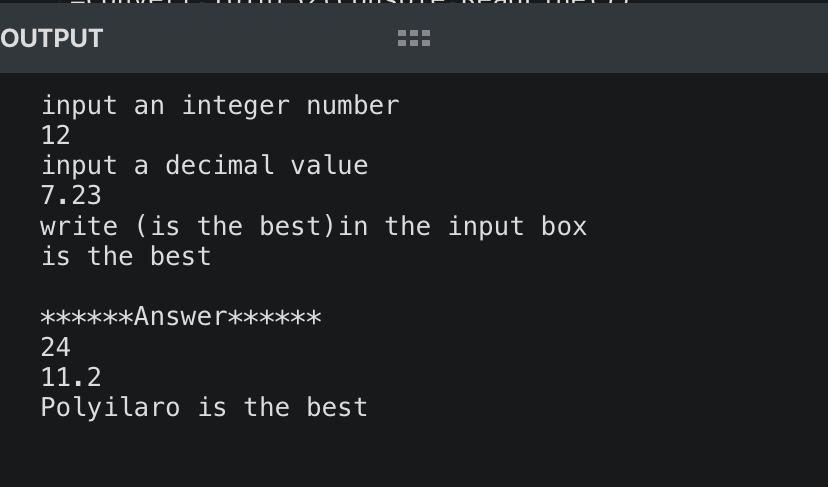 OUTPUT
input an integer number
12
input a decimal value
7.23
write (is the best)in the input box
is the best
******Answer******
24
11.2
Polyilaro is the best